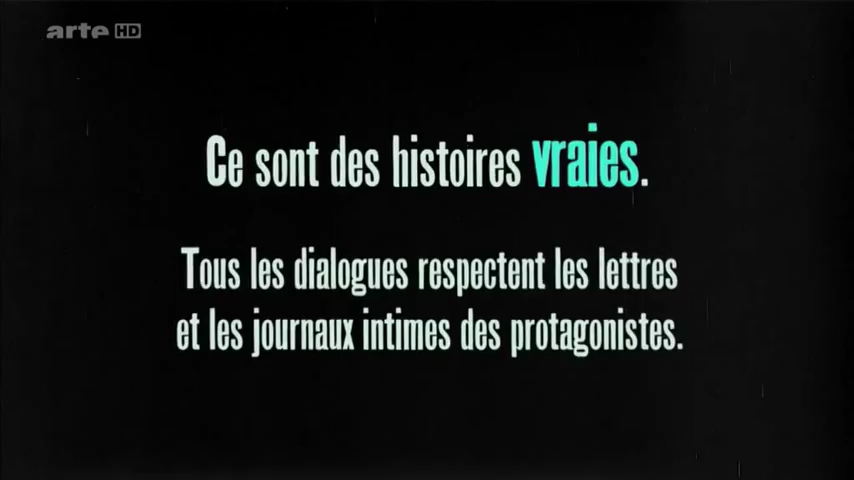 arte HD
Ce sont des histoires vraies.
Tous les dialogues respectent les lettres
et les journaux intimes des protagonistes.